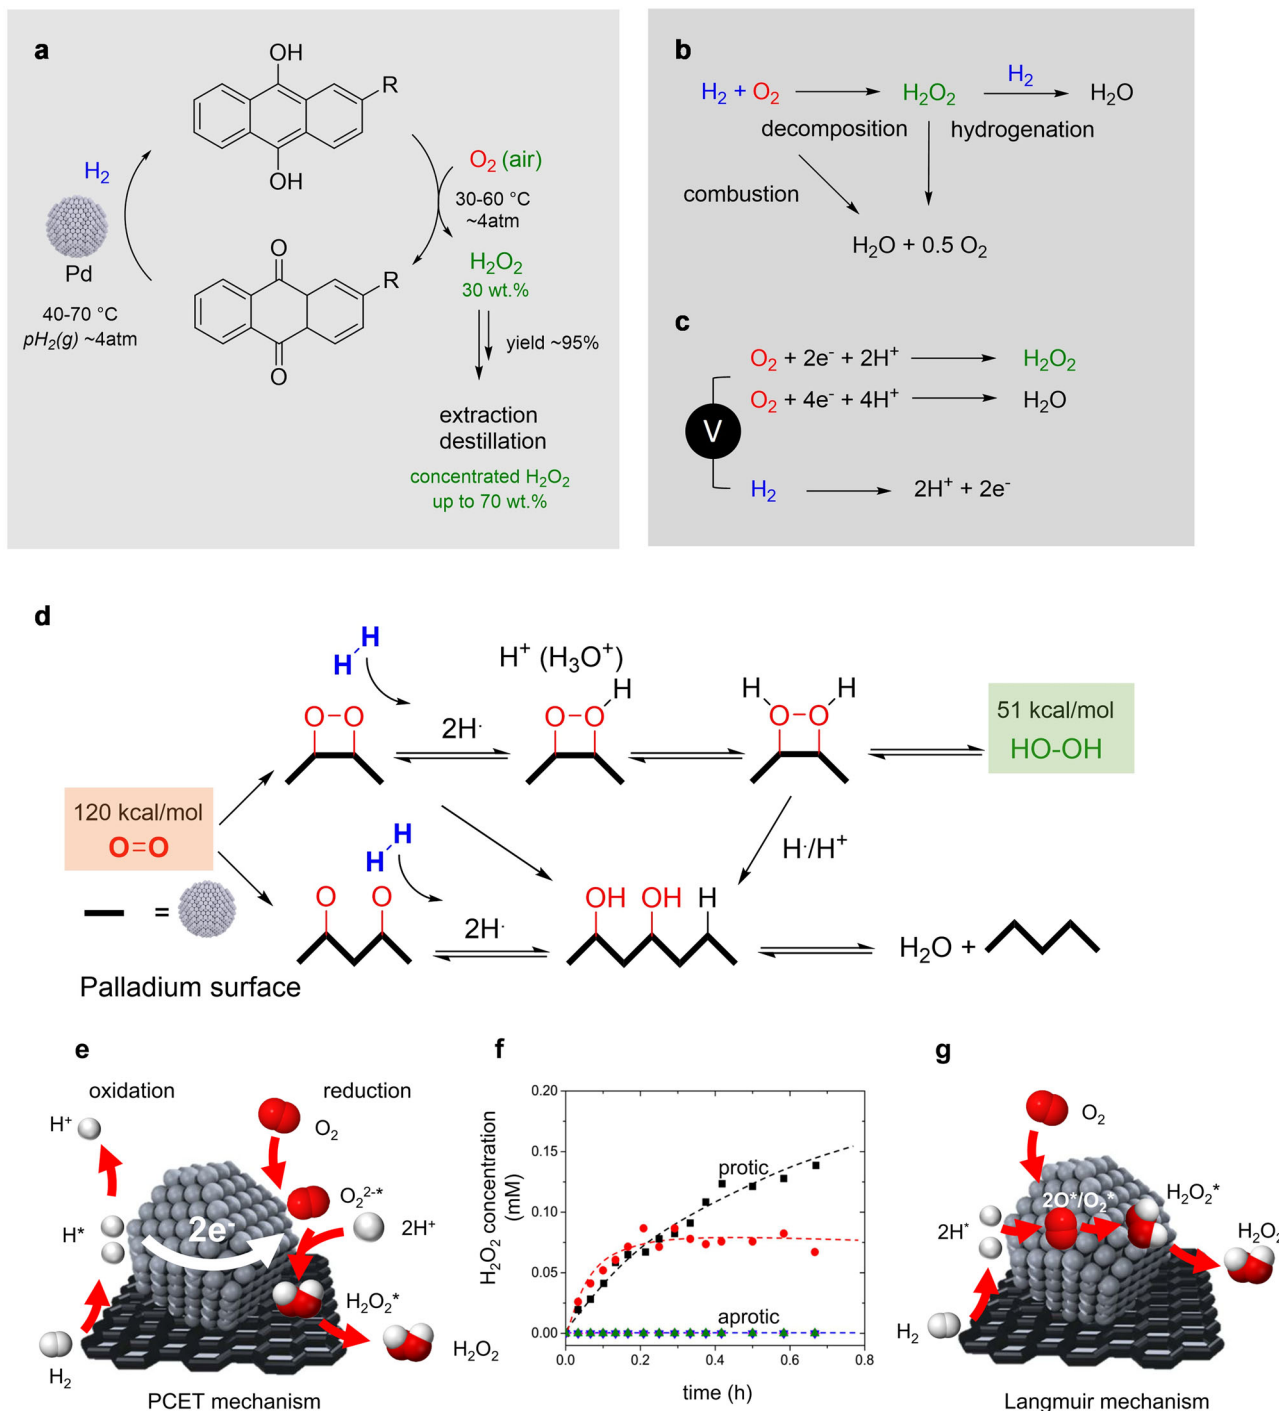 a
OH
R
OH
H₂
Pd
40-70 °C
pH₂(g) ~4atm
O₂ (air)
30-60 °C
~4atm
H₂O₂
30 wt.%
O
R
O
yield ~95%
extraction
destillation
concentrated H₂O₂
up to 70 wt.%
b
H₂ + O₂
H₂O₂
H₂
H₂O
decomposition
hydrogenation
combustion
H₂O + 0.5 O₂
c
O₂ + 2e⁻ + 2H⁺
H₂O₂
O₂ + 4e⁻ + 4H⁺
H₂O
V
H₂
2H⁺ + 2e⁻
d
H-H
H⁺ (H₃O⁺)
O-O
2H·
O-O
H
H
H
O-O
51 kcal/mol
HO-OH
120 kcal/mol
O=O
H-H
H·/H⁺
=
O
O
2H·
OH
OH
H
H₂O +
Palladium surface
e
oxidation
reduction
H⁺
O₂
O₂²⁻*
H*
2e⁻
2H⁺
H₂O₂*
H₂
H₂O₂
PCET mechanism
f
H₂O₂ concentration
(mM)
0.20
0.15
0.10
0.05
0.00
protic
aprotic
0.0
0.2
0.4
0.6
0.8
time (h)
g
O₂
2H*
2O*/O₂*
H₂O₂*
H₂O₂
H₂
Langmuir mechanism